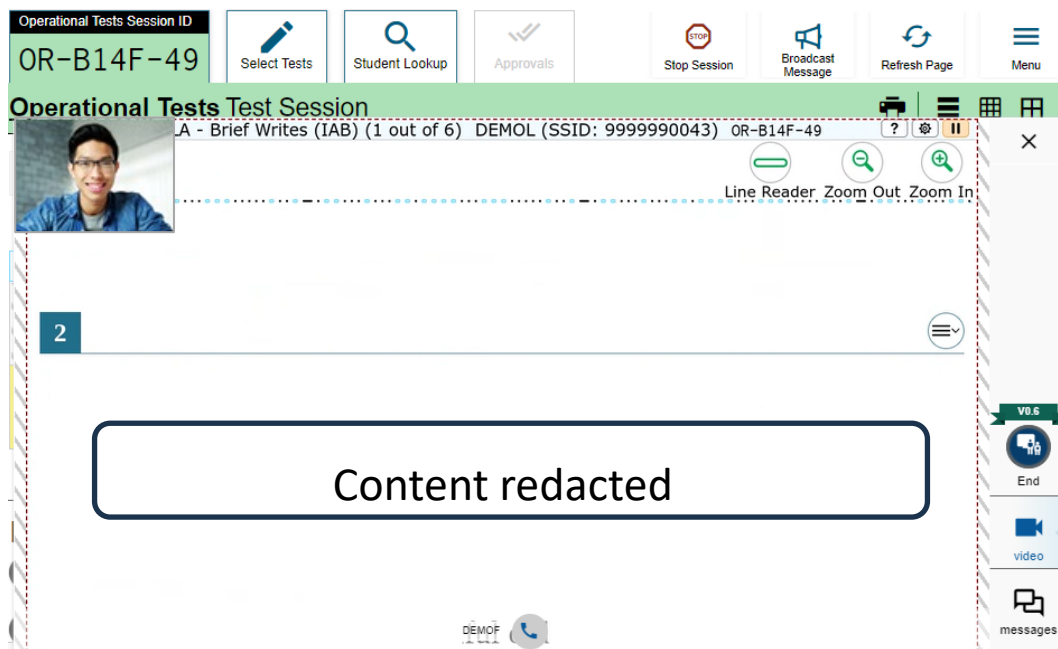 Operational Tests Session ID
OR-B14F-49
Select Tests
Student Lookup
Approvals
STOP
Stop Session
Broadcast
Message
Refresh Page
Menu
Operational Tests Test Session
LA - Brief Writes (IAB) (1 out of 6) DEMOL (SSID: 9999990043) OR-B14F-49
?
Line Reader Zoom Out Zoom In
2
Content redacted
V0.6
End
video
messages
DEMOF